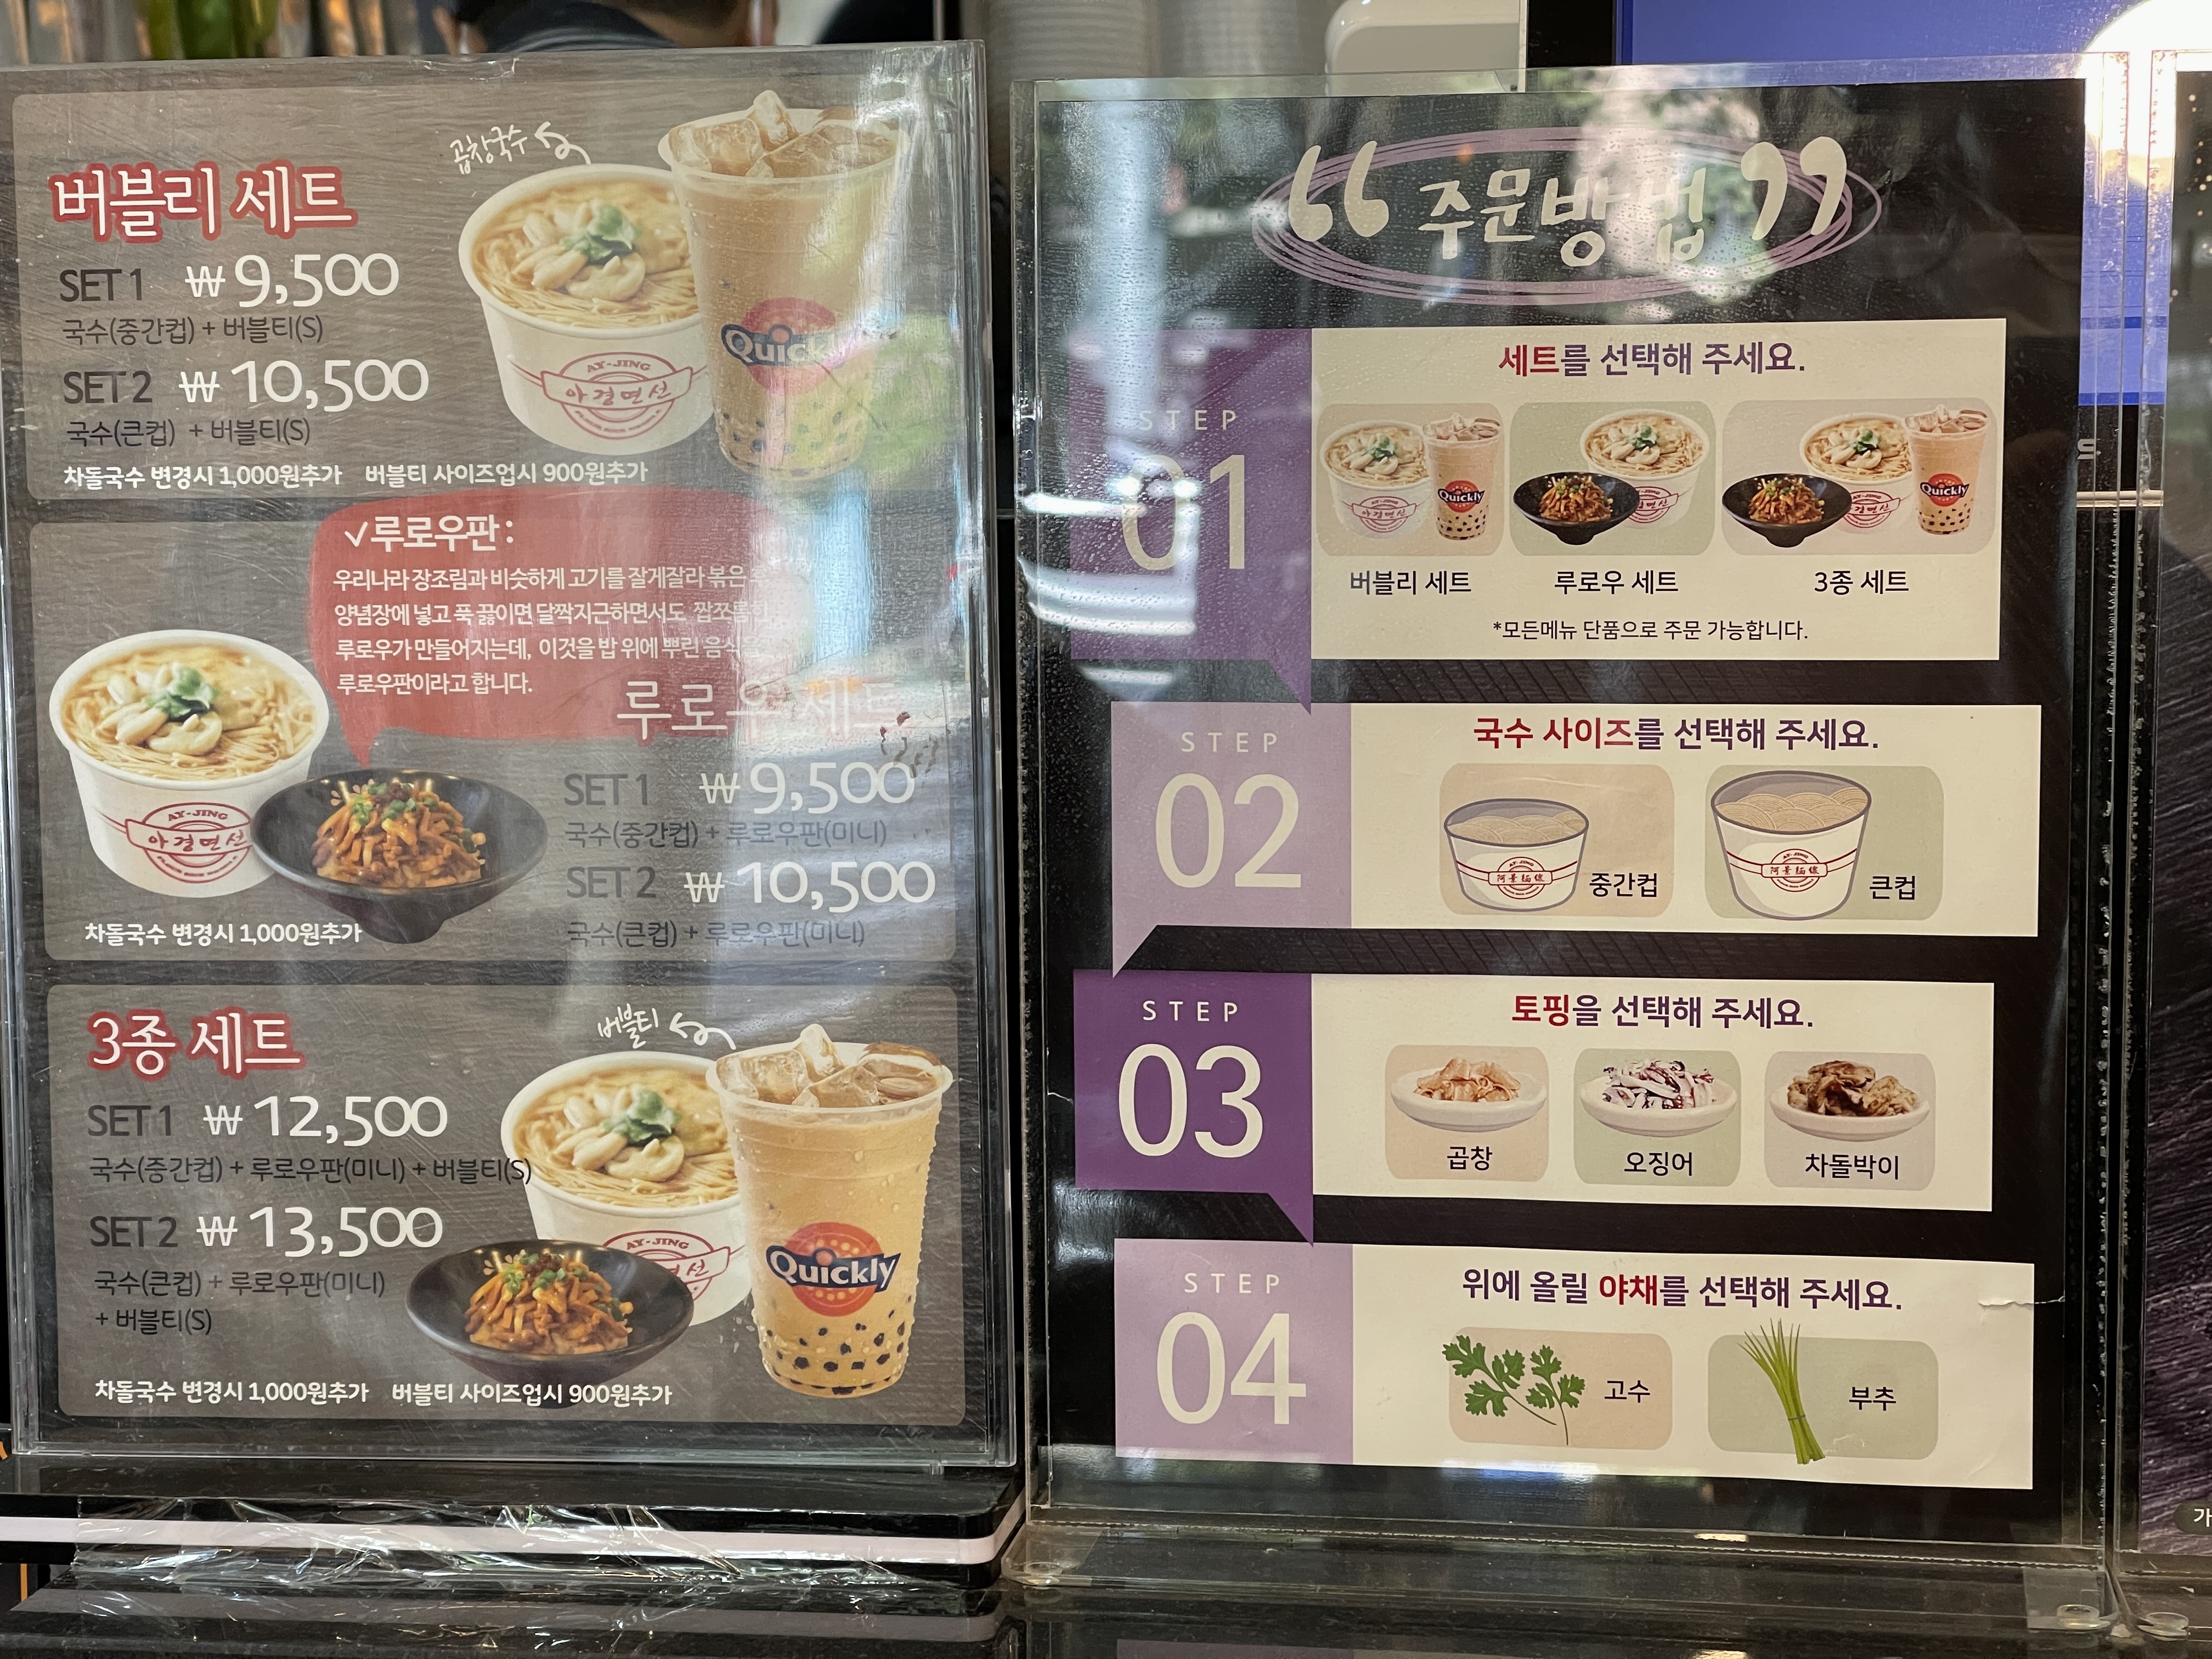 곱창국수
버블리 세트
SET 1 ₩ 9,500
국수(중간컵) + 버블티(S)
SET 2 ₩ 10,500
국수(큰컵) + 버블티(S)
차돌국수 변경시 1,000원추가 버블티 사이즈업시 900원추가
Quickly
AY-JING
아경면선
✓루로우판 :
우리나라 장조림과 비슷하게 고기를 잘게잘라 볶은
양념장에 넣고 푹 끓이면 달짝지근하면서도
루로우가 만들어지는데, 이것을 밥 위에 뿌린 음식을
루로우판이라고 합니다.
루로우 세트
SET 1 ₩ 9,500
국수(중간컵) + 루로우판(미니)
SET 2 ₩ 10,500
국수(큰컵) + 루로우판(미니)
AY-JING
아경면선
차돌국수 변경시 1,000원추가
3종 세트
버블티
SET 1 ₩ 12,500
국수(중간컵) + 루로우판(미니) + 버블티(S)
SET 2 ₩ 13,500
국수(큰컵) + 루로우판(미니)
+ 버블티(S)
AY-JING
Quickly
차돌국수 변경시 1,000원추가 버블티 사이즈업시 900원추가
“ 주문방법 ”
STEP
01
세트를 선택해 주세요.
Quickly
Quickly
버블리 세트 루로우 세트 3종 세트
*모든메뉴 단품으로 주문 가능합니다.
STEP
02
국수 사이즈를 선택해 주세요.
중간컵 큰컵
STEP
03
토핑을 선택해 주세요.
곱창 오징어 차돌박이
STEP
04
위에 올릴 야채를 선택해 주세요.
고수 부추